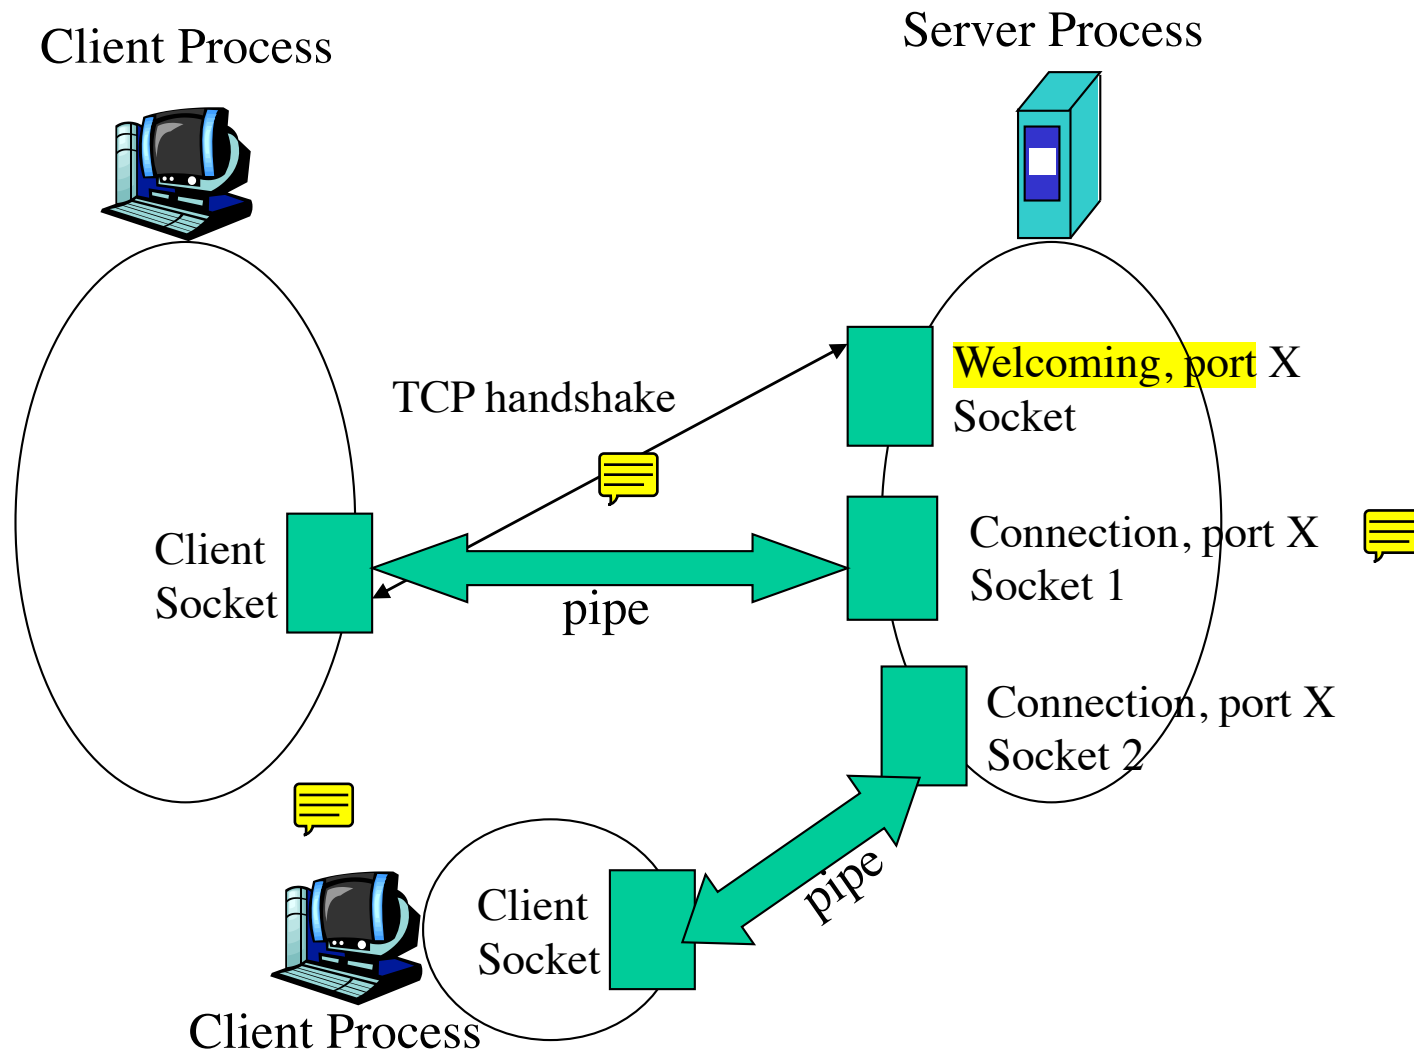 Client Process
Server Process
Welcoming, port X
Socket
TCP handshake
Client
Socket
pipe
Connection, port X
Socket 1
Connection, port X
Socket 2
pipe
Client
Socket
Client Process